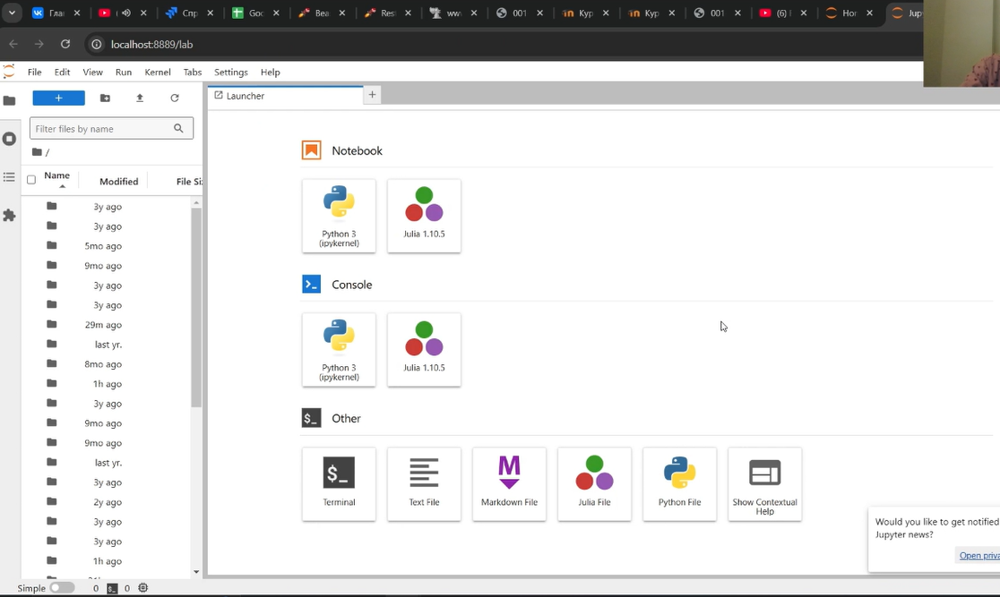 Гла
Спр
Goo
Bea
Res
ww
001
Кур
Кур
001
(6)
Hor
Jup
localhost:8889/lab
File Edit View Run Kernel Tabs Settings Help
Launcher
Filter files by name
/
Name Modified File Si
3y ago
3y ago
5mo ago
9mo ago
3y ago
3y ago
29m ago
last yr.
8mo ago
1h ago
3y ago
9mo ago
9mo ago
last yr.
3y ago
2y ago
3y ago
3y ago
1h ago
Notebook
Python 3
(ipykernel)
Julia 1.10.5
Console
Python 3
(ipykernel)
Julia 1.10.5
Other
Terminal
Text File
Markdown File
Julia File
Python File
Show Contextual
Help
Would you like to get notified
Jupyter news?
Open priva
Simple 0 0